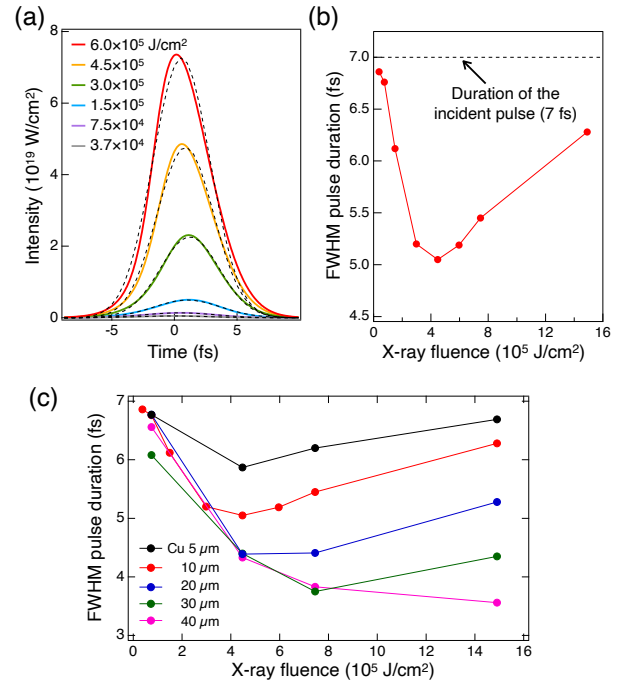 (a)
Intensity (10¹⁹ W/cm²)
8
6
4
2
0
6.0×10⁵ J/cm²
4.5×10⁵
3.0×10⁵
1.5×10⁵
7.5×10⁴
3.7×10⁴
-5
0
5
Time (fs)
(b)
FWHM pulse duration (fs)
7.0
6.5
6.0
5.5
5.0
4.5
Duration of the
incident pulse (7 fs)
0
4
8
12
16
X-ray fluence (10⁵ J/cm²)
(c)
FWHM pulse duration (fs)
7
6
5
4
3
Cu 5 µm
10 µm
20 µm
30 µm
40 µm
0
2
4
6
8
10
12
14
16
X-ray fluence (10⁵ J/cm²)